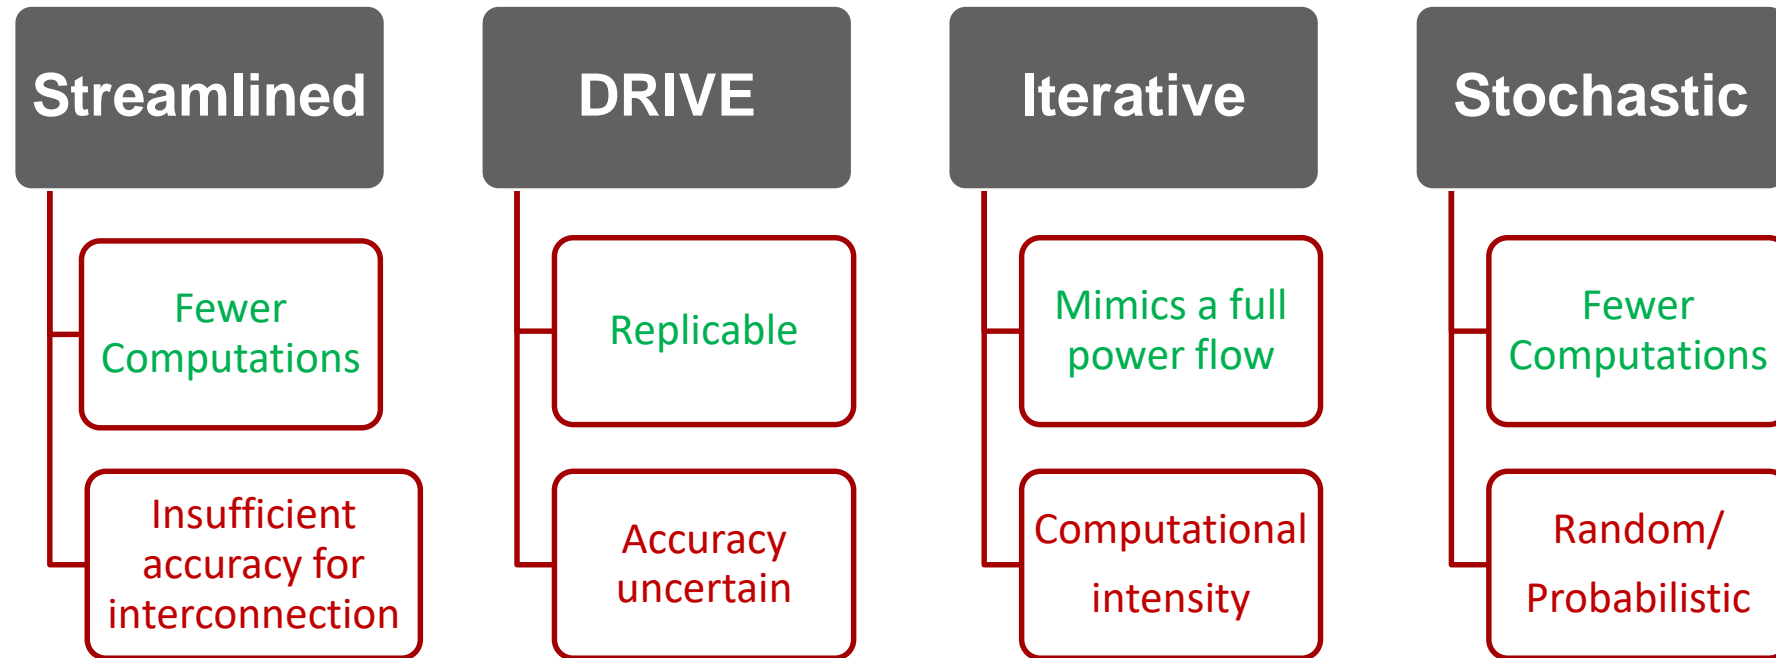 Streamlined
Fewer
Computations
Insufficient
accuracy for
interconnection
DRIVE
Replicable
Accuracy
uncertain
Iterative
Mimics a full
power flow
Computational
intensity
Stochastic
Fewer
Computations
Random/
Probabilistic